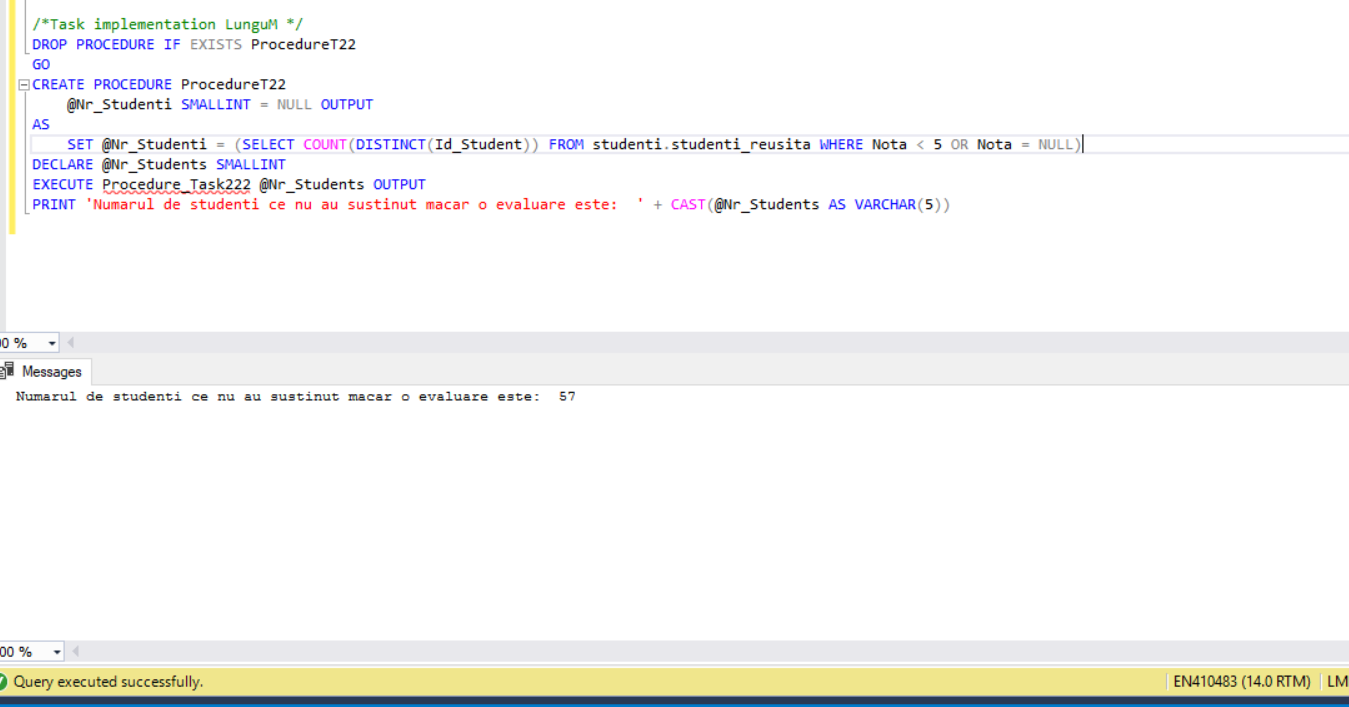 /*Task implementation LunguM */
DROP PROCEDURE IF EXISTS ProcedureT22
GO
CREATE PROCEDURE ProcedureT22
@Nr_Studenti SMALLINT = NULL OUTPUT
AS
SET @Nr_Studenti = (SELECT COUNT(DISTINCT(Id_Student)) FROM studenti.studenti_reusita WHERE Nota < 5 OR Nota = NULL)
DECLARE @Nr_Students SMALLINT
EXECUTE Procedure_Task222 @Nr_Students OUTPUT
PRINT 'Numarul de studenti ce nu au sustinut macar o evaluare este:  ' + CAST(@Nr_Students AS VARCHAR(5))
00 %
Messages
Numarul de studenti ce nu au sustinut macar o evaluare este:  57
00 %
Query executed successfully. EN410483 (14.0 RTM) LM